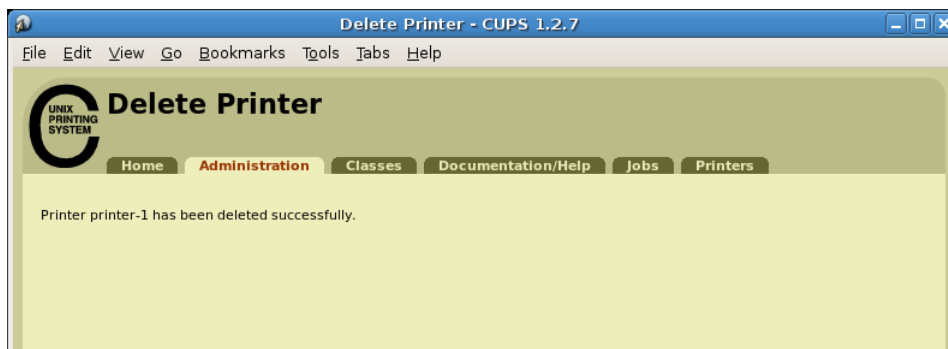 Delete Printer - CUPS 1.2.7
File Edit View Go Bookmarks Tools Tabs Help
UNIX
PRINTING
SYSTEM
Delete Printer
Home Administration Classes Documentation/Help Jobs Printers
Printer printer-1 has been deleted successfully.